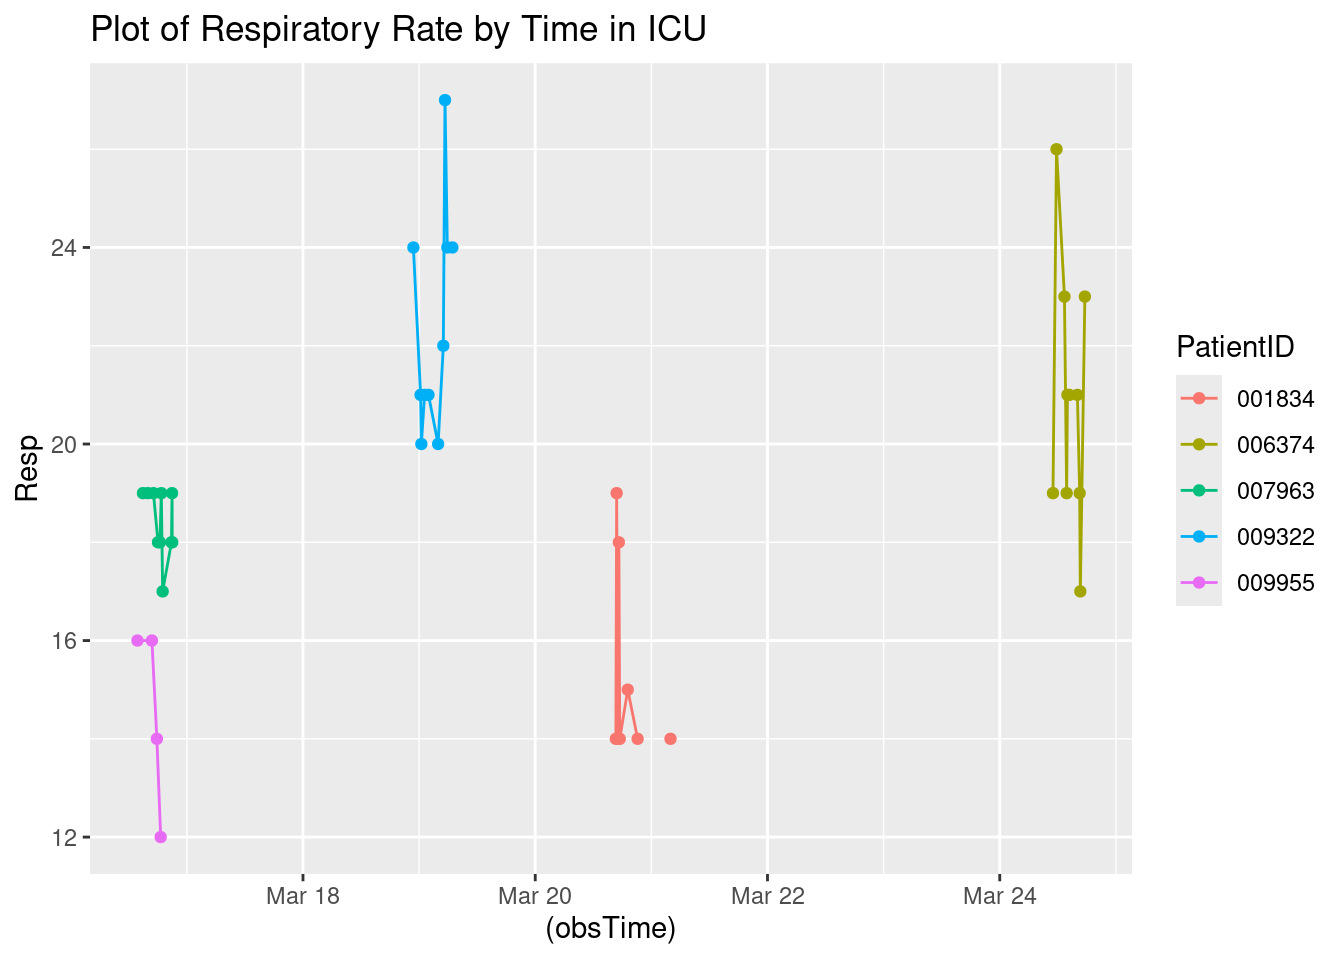 Plot of Respiratory Rate by Time in ICU
Resp
24
20
16
12
Mar 18
Mar 20
Mar 22
Mar 24
(obsTime)
PatientID
001834
006374
007963
009322
009955